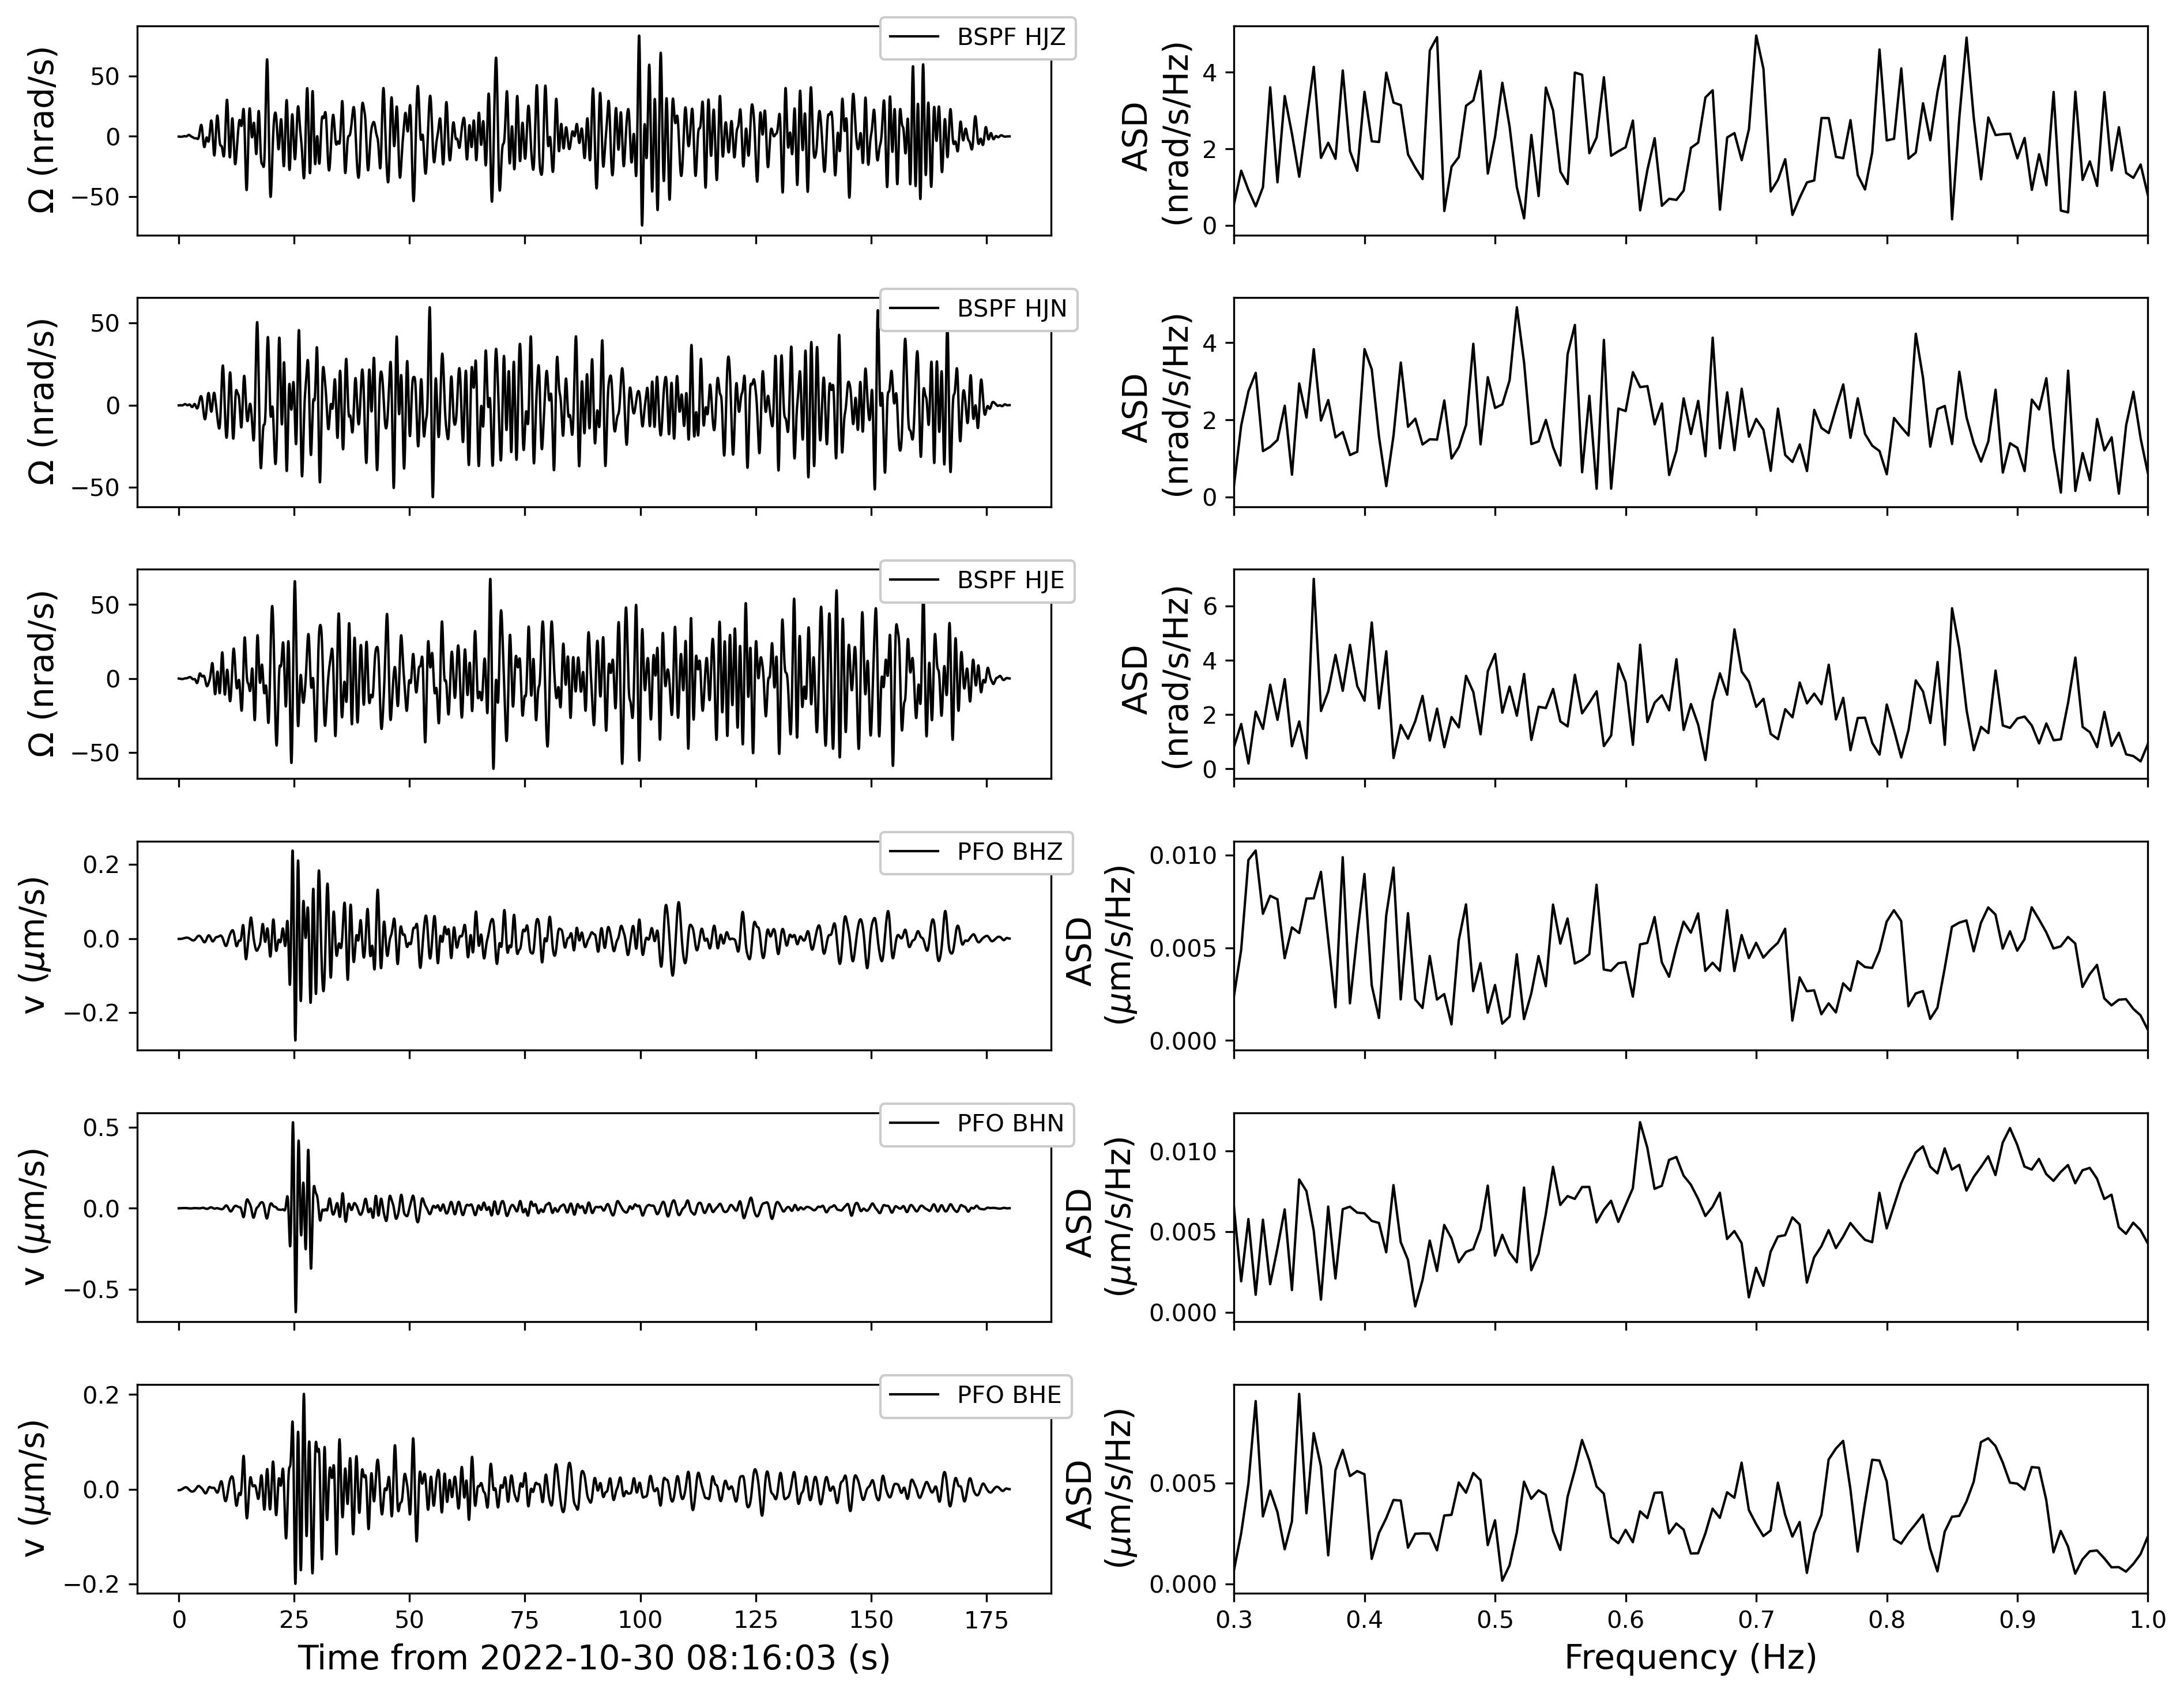 BSPF HJZ
Ω (nrad/s)
50
0
−50
ASD
(nrad/s/Hz)
4
2
0
BSPF HJN
Ω (nrad/s)
50
0
−50
ASD
(nrad/s/Hz)
4
2
0
BSPF HJE
Ω (nrad/s)
50
0
−50
ASD
(nrad/s/Hz)
6
4
2
0
PFO BHZ
v (μm/s)
0.2
0.0
−0.2
ASD
(μm/s/Hz)
0.010
0.005
0.000
PFO BHN
v (μm/s)
0.5
0.0
−0.5
ASD
(μm/s/Hz)
0.010
0.005
0.000
PFO BHE
v (μm/s)
0.2
0.0
−0.2
ASD
(μm/s/Hz)
0.005
0.000
0 25 50 75 100 125 150 175
Time from 2022-10-30 08:16:03 (s)
0.3 0.4 0.5 0.6 0.7 0.8 0.9 1.0
Frequency (Hz)